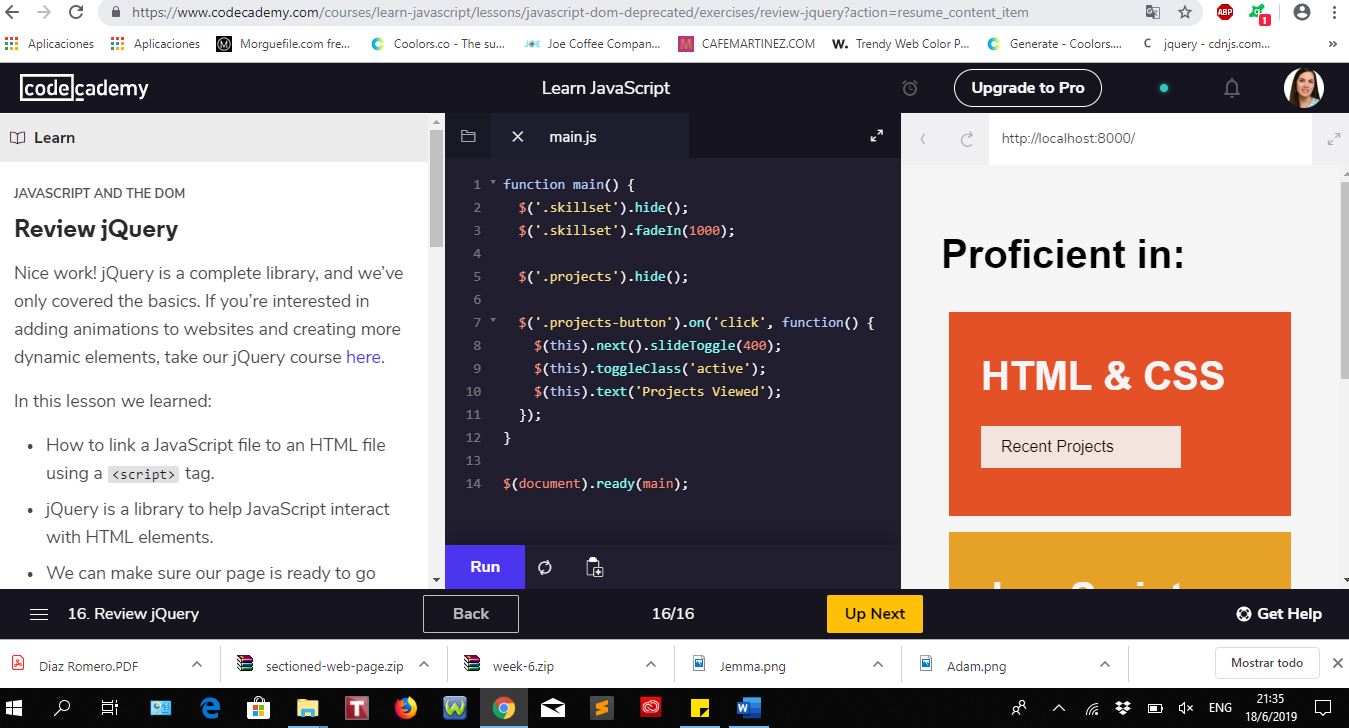 https://www.codecademy.com/courses/learn-javascript/lessons/javascript-dom-deprecated/exercises/review-jquery?action=resume_content_item
ABP
1
Aplicaciones
Aplicaciones
Morguefile.com fre...
Coolors.co - The su...
Joe Coffee Compan...
CAFEMARTINEZ.COM
W. Trendy Web Color P...
Generate - Coolors....
C jquery - cdnjs.com...
»
codecademy
Learn JavaScript
Upgrade to Pro
Learn
main.js
http://localhost:8000/
JAVASCRIPT AND THE DOM
Review jQuery
Nice work! jQuery is a complete library, and we've
only covered the basics. If you're interested in
adding animations to websites and creating more
dynamic elements, take our jQuery course here.
In this lesson we learned:
• How to link a JavaScript file to an HTML file
using a <script> tag.
• jQuery is a library to help JavaScript interact
with HTML elements.
• We can make sure our page is ready to go
1 function main() {
2 $('.skillset').hide();
3 $('.skillset').fadeIn(1000);
4
5 $('.projects').hide();
6
7 $('.projects-button').on('click', function() {
8 $(this).next().slideToggle(400);
9 $(this).toggleClass('active');
10 $(this).text('Projects Viewed');
11 });
12 }
13
14 $(document).ready(main);
Run
Proficient in:
HTML & CSS
Recent Projects
16. Review jQuery
Back
16/16
Up Next
Get Help
Diaz Romero.PDF
sectioned-web-page.zip
week-6.zip
Jemma.png
Adam.png
Mostrar todo
ENG
21:35
18/6/2019